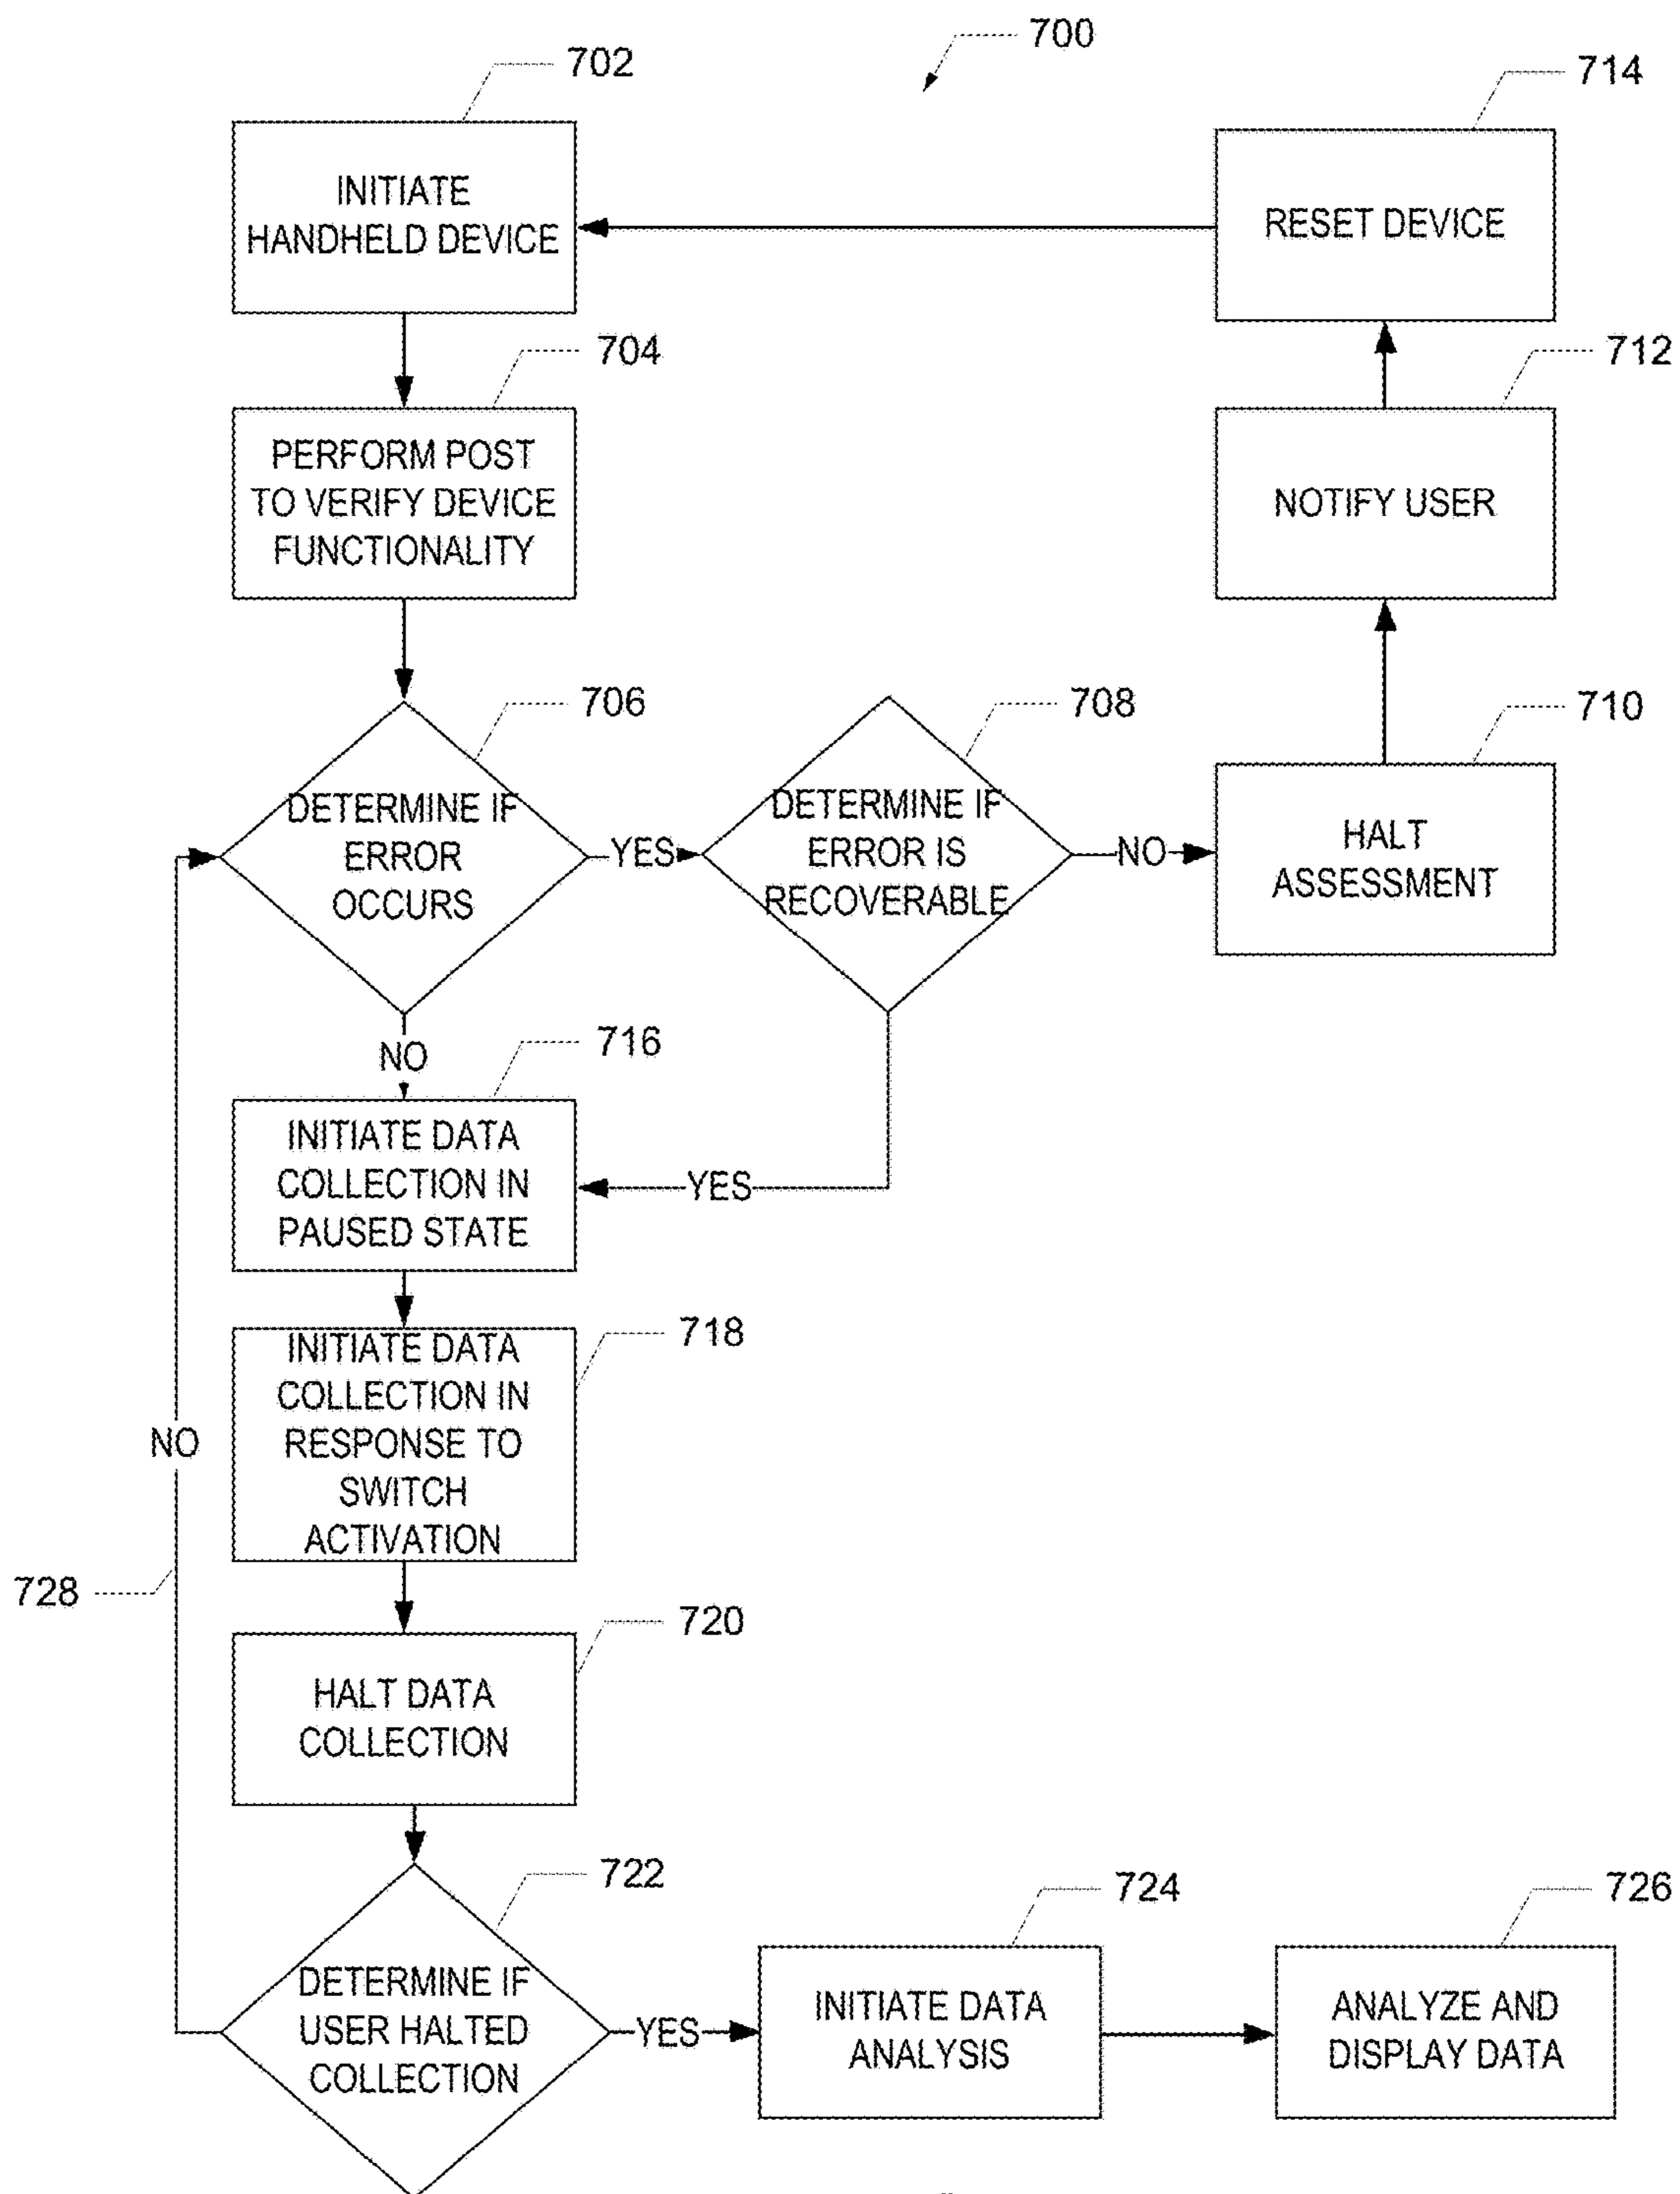 700
702
INITIATE
HANDHELD DEVICE
714
RESET DEVICE
704
PERFORM POST
TO VERIFY DEVICE
FUNCTIONALITY
712
NOTIFY USER
706
DETERMINE IF
ERROR
OCCURS
YES
708
DETERMINE IF
ERROR IS
RECOVERABLE
NO
710
HALT
ASSESSMENT
NO
716
INITIATE DATA
COLLECTION IN
PAUSED STATE
YES
718
INITIATE DATA
COLLECTION IN
RESPONSE TO
SWITCH
ACTIVATION
NO
728
720
HALT DATA
COLLECTION
722
DETERMINE IF
USER HALTED
COLLECTION
YES
724
INITIATE DATA
ANALYSIS
726
ANALYZE AND
DISPLAY DATA